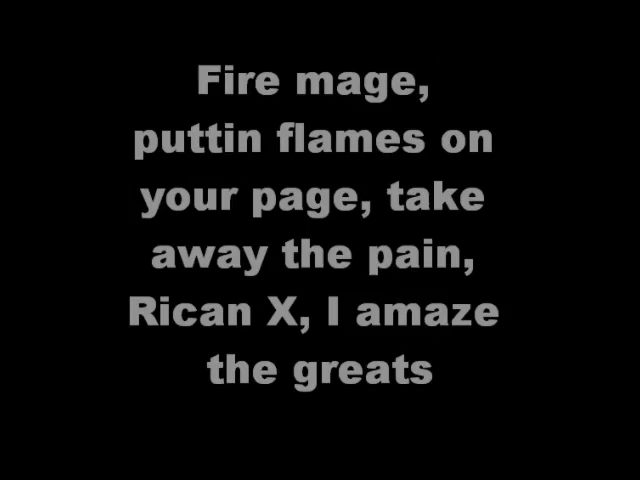 Fire mage,
puttin flames on
your page, take
away the pain,
Rican X, I amaze
the greats